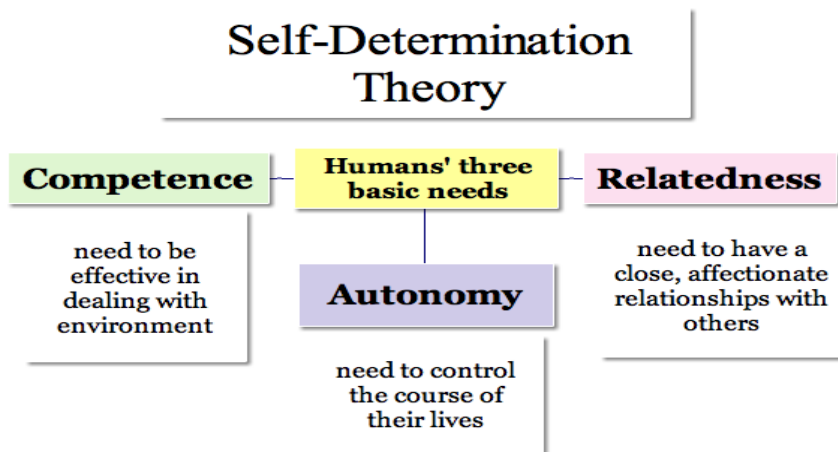 Self-Determination
Theory
Humans' three
basic needs
Competence
need to be
effective in
dealing with
environment
Autonomy
need to control
the course of
their lives
Relatedness
need to have a
close, affectionate
relationships with
others